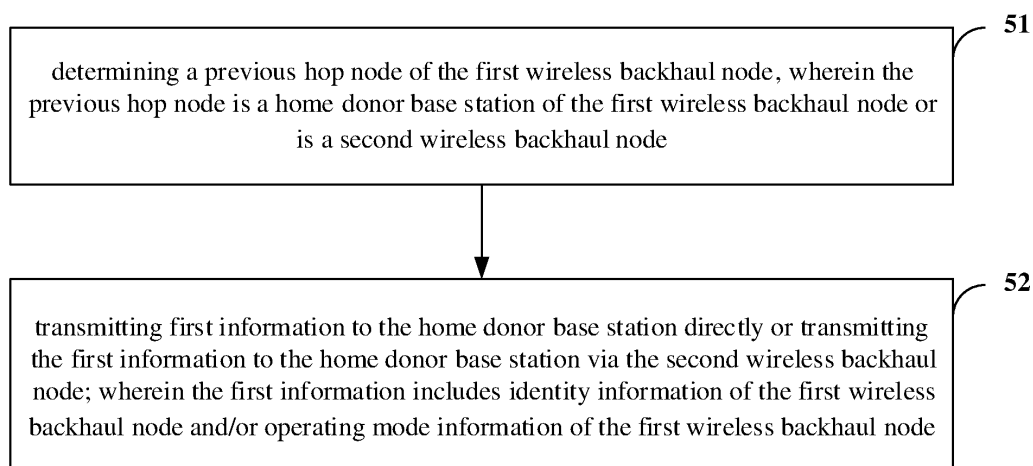 51
determining a previous hop node of the first wireless backhaul node, wherein the
previous hop node is a home donor base station of the first wireless backhaul node or
is a second wireless backhaul node
52
transmitting first information to the home donor base station directly or transmitting
the first information to the home donor base station via the second wireless backhaul
node; wherein the first information includes identity information of the first wireless
backhaul node and/or operating mode information of the first wireless backhaul node